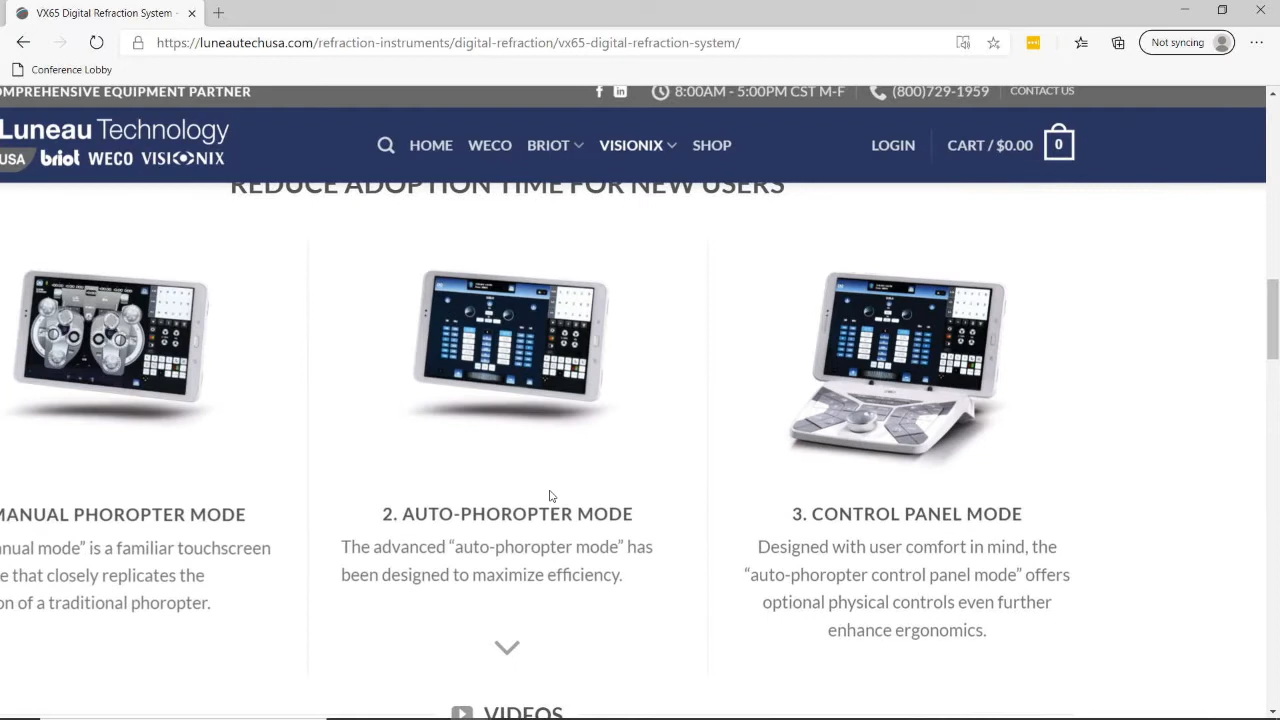 VX65 Digital Refraction System -
https://luneautechusa.com/refraction-instruments/digital-refraction/vx65-digital-refraction-system/
Not syncing
Conference Lobby
OMPREHENSIVE EQUIPMENT PARTNER
8:00AM - 5:00PM CST M-F
(800)729-1959
CONTACT US
Luneau Technology
USA briot WECO VISIONIX
HOME WECO BRIOT VISIONIX SHOP
LOGIN
CART / $0.00
0
REDUCE ADOPTION TIME FOR NEW USERS
MANUAL PHOROPTER MODE
nual mode” is a familiar touchscreen
e that closely replicates the
on of a traditional phoropter.
2. AUTO-PHOROPTER MODE
The advanced “auto-phoropter mode” has
been designed to maximize efficiency.
3. CONTROL PANEL MODE
Designed with user comfort in mind, the
“auto-phoropter control panel mode” offers
optional physical controls even further
enhance ergonomics.
VIDEOS